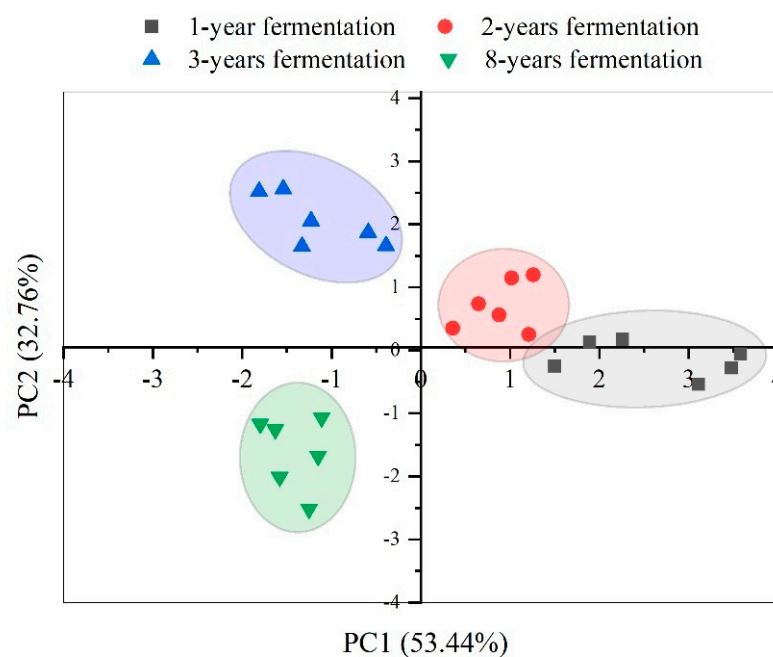 1-year fermentation 2-years fermentation
3-years fermentation 8-years fermentation
4
3
2
1
0
-4 -3 -2 -1 0 1 2 3 4
-1
-2
-3
-4
PC2 (32.76%)
PC1 (53.44%)